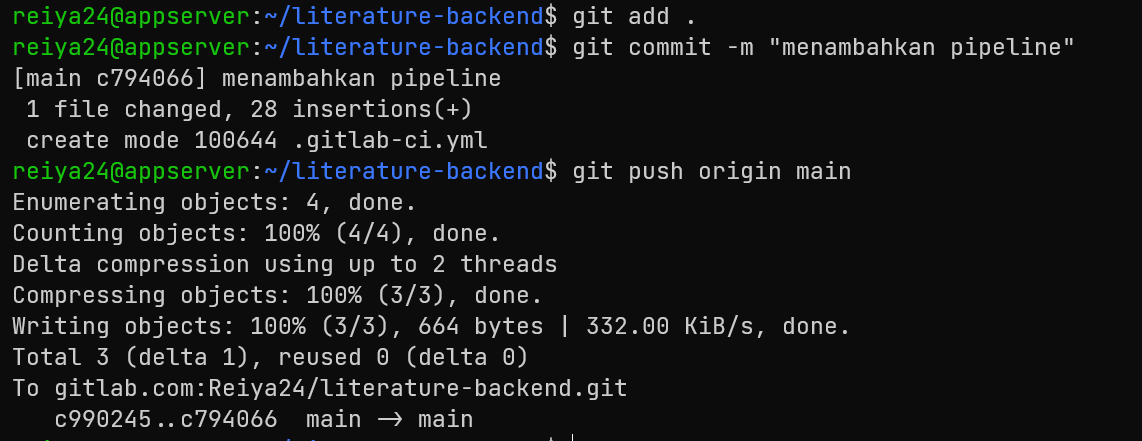 reiya24@appserver:~/literature-backend$ git add .
reiya24@appserver:~/literature-backend$ git commit -m "menambahkan pipeline"
[main c794066] menambahkan pipeline
 1 file changed, 28 insertions(+)
 create mode 100644 .gitlab-ci.yml
reiya24@appserver:~/literature-backend$ git push origin main
Enumerating objects: 4, done.
Counting objects: 100% (4/4), done.
Delta compression using up to 2 threads
Compressing objects: 100% (3/3), done.
Writing objects: 100% (3/3), 664 bytes | 332.00 KiB/s, done.
Total 3 (delta 1), reused 0 (delta 0)
To gitlab.com:Reiya24/literature-backend.git
   c990245..c794066  main -> main